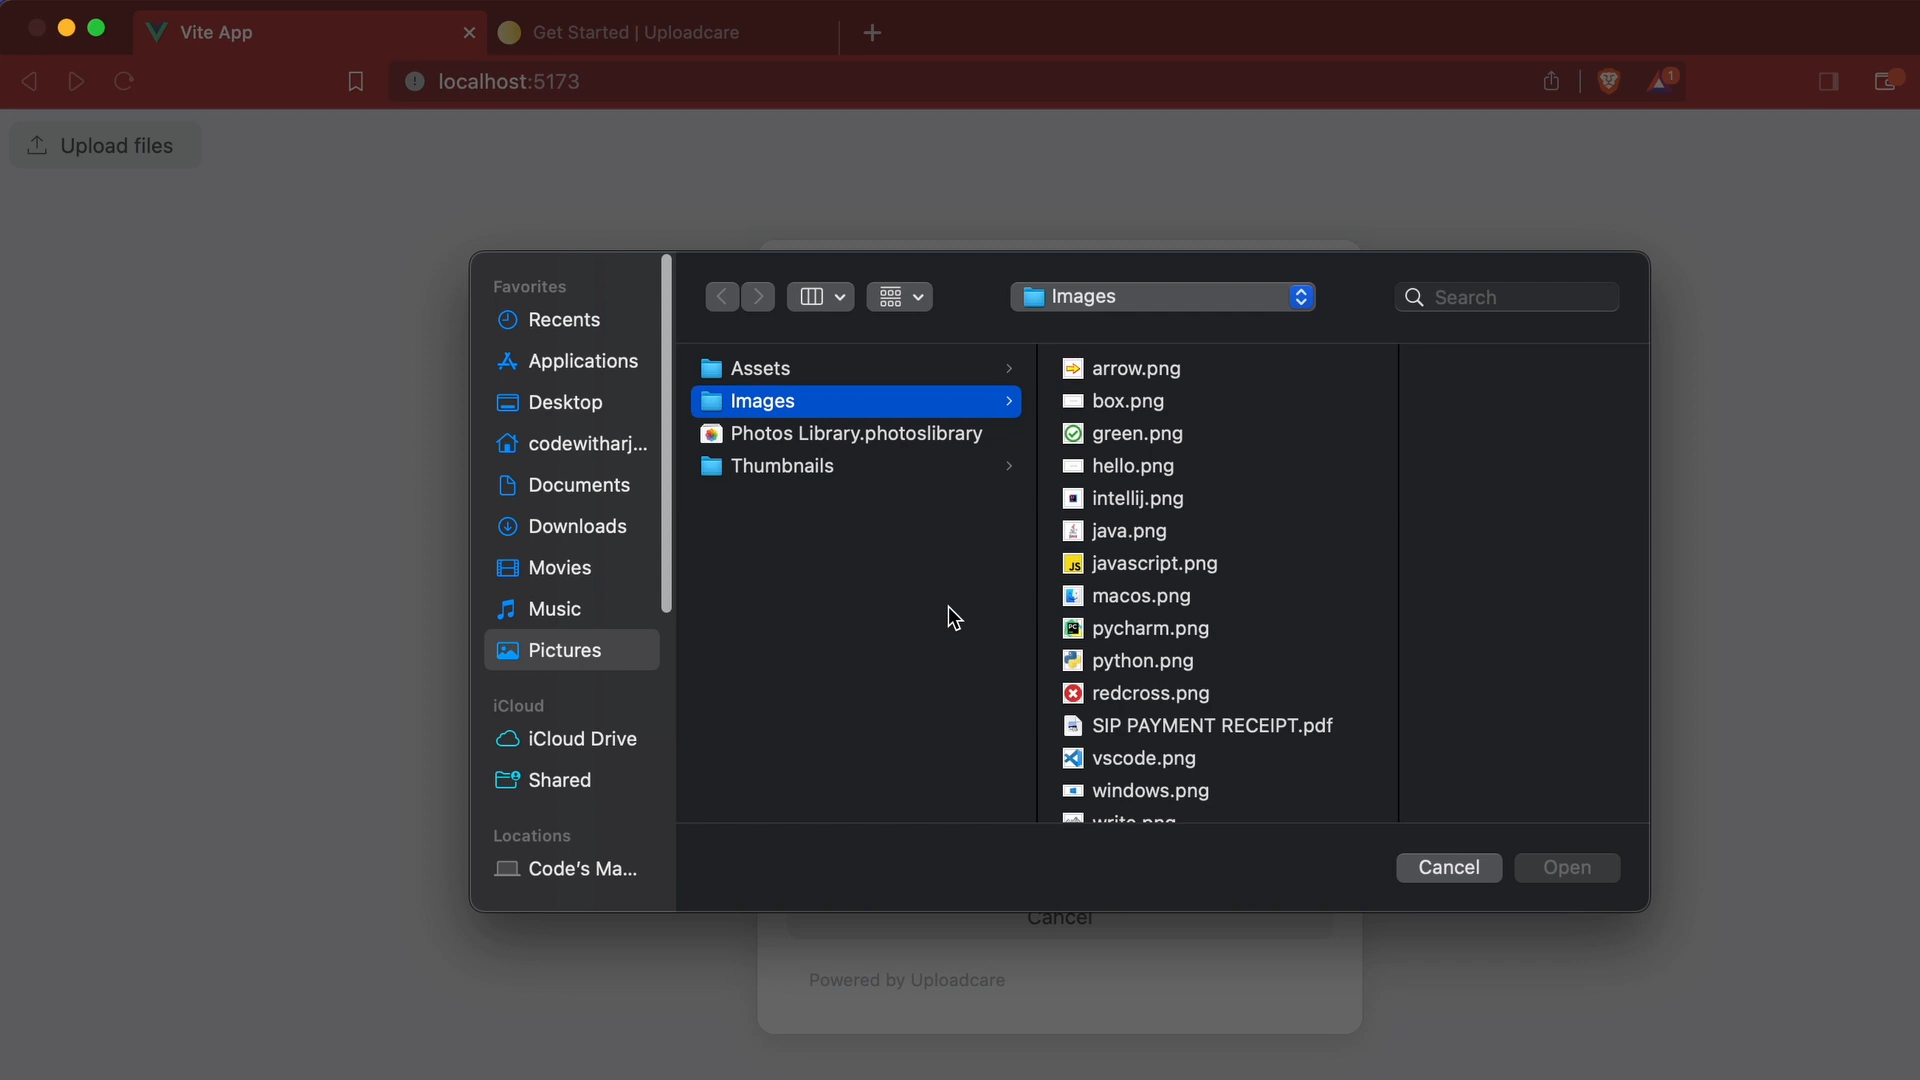 Vite App
Get Started | Uploadcare
localhost:5173
1
Upload files
Favorites
Recents
Applications
Desktop
codewitharj...
Documents
Downloads
Movies
Music
Pictures
iCloud
iCloud Drive
Shared
Locations
Code's Ma...
Images
Search
Assets
Images
Photos Library.photoslibrary
Thumbnails
arrow.png
box.png
green.png
hello.png
intellij.png
java.png
javascript.png
macos.png
pycharm.png
python.png
redcross.png
SIP PAYMENT RECEIPT.pdf
vscode.png
windows.png
write.png
Cancel
Open
Cancel
Powered by Uploadcare